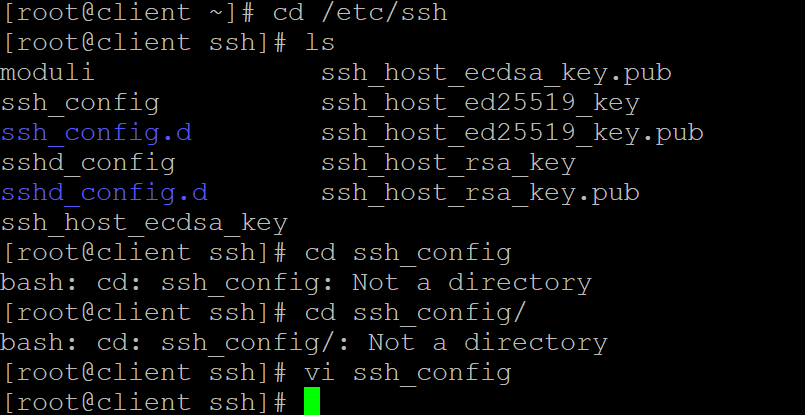 [root@client ~]# cd /etc/ssh
[root@client ssh]# ls
moduli                  ssh_host_ecdsa_key.pub
ssh_config              ssh_host_ed25519_key
ssh_config.d            ssh_host_ed25519_key.pub
sshd_config             ssh_host_rsa_key
sshd_config.d           ssh_host_rsa_key.pub
ssh_host_ecdsa_key
[root@client ssh]# cd ssh_config
bash: cd: ssh_config: Not a directory
[root@client ssh]# cd ssh_config/
bash: cd: ssh_config/: Not a directory
[root@client ssh]# vi ssh_config
[root@client ssh]#